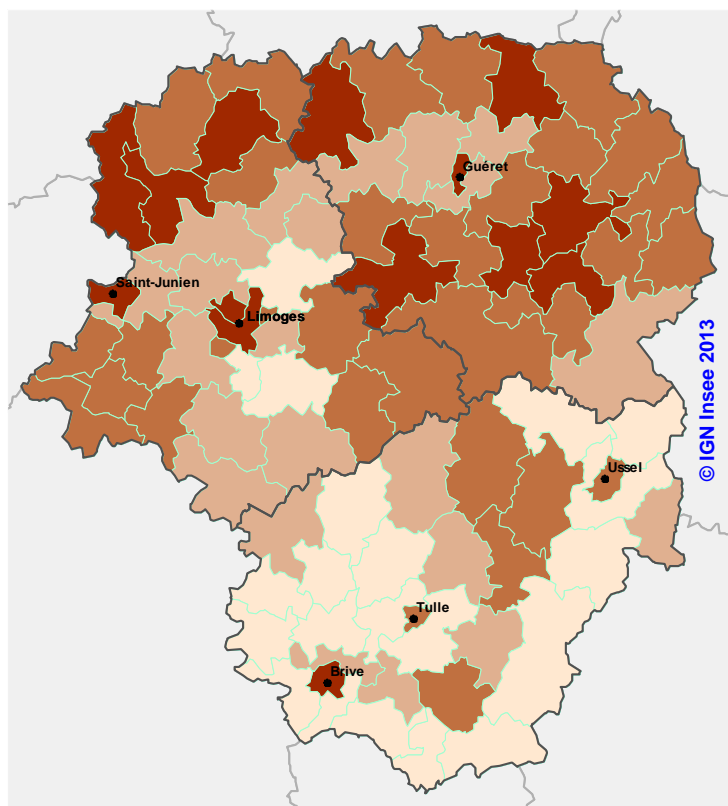 Guéret
Saint-Junien
Limoges
© IGN Insee 2013
Ussel
Tulle
Brive